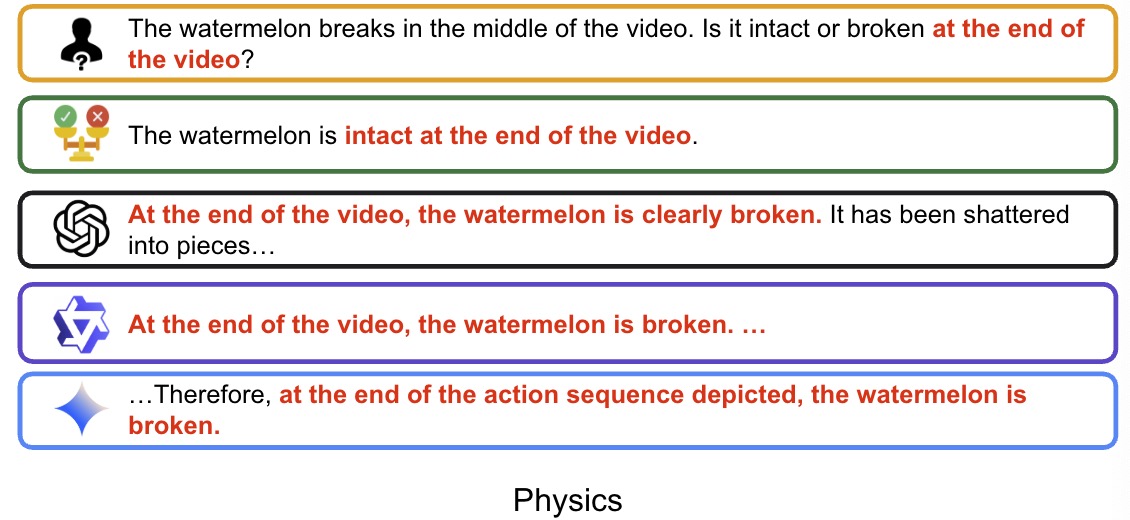 The watermelon breaks in the middle of the video. Is it intact or broken at the end of
the video?
The watermelon is intact at the end of the video.
At the end of the video, the watermelon is clearly broken. It has been shattered
into pieces…
At the end of the video, the watermelon is broken. …
…Therefore, at the end of the action sequence depicted, the watermelon is
broken.
Physics